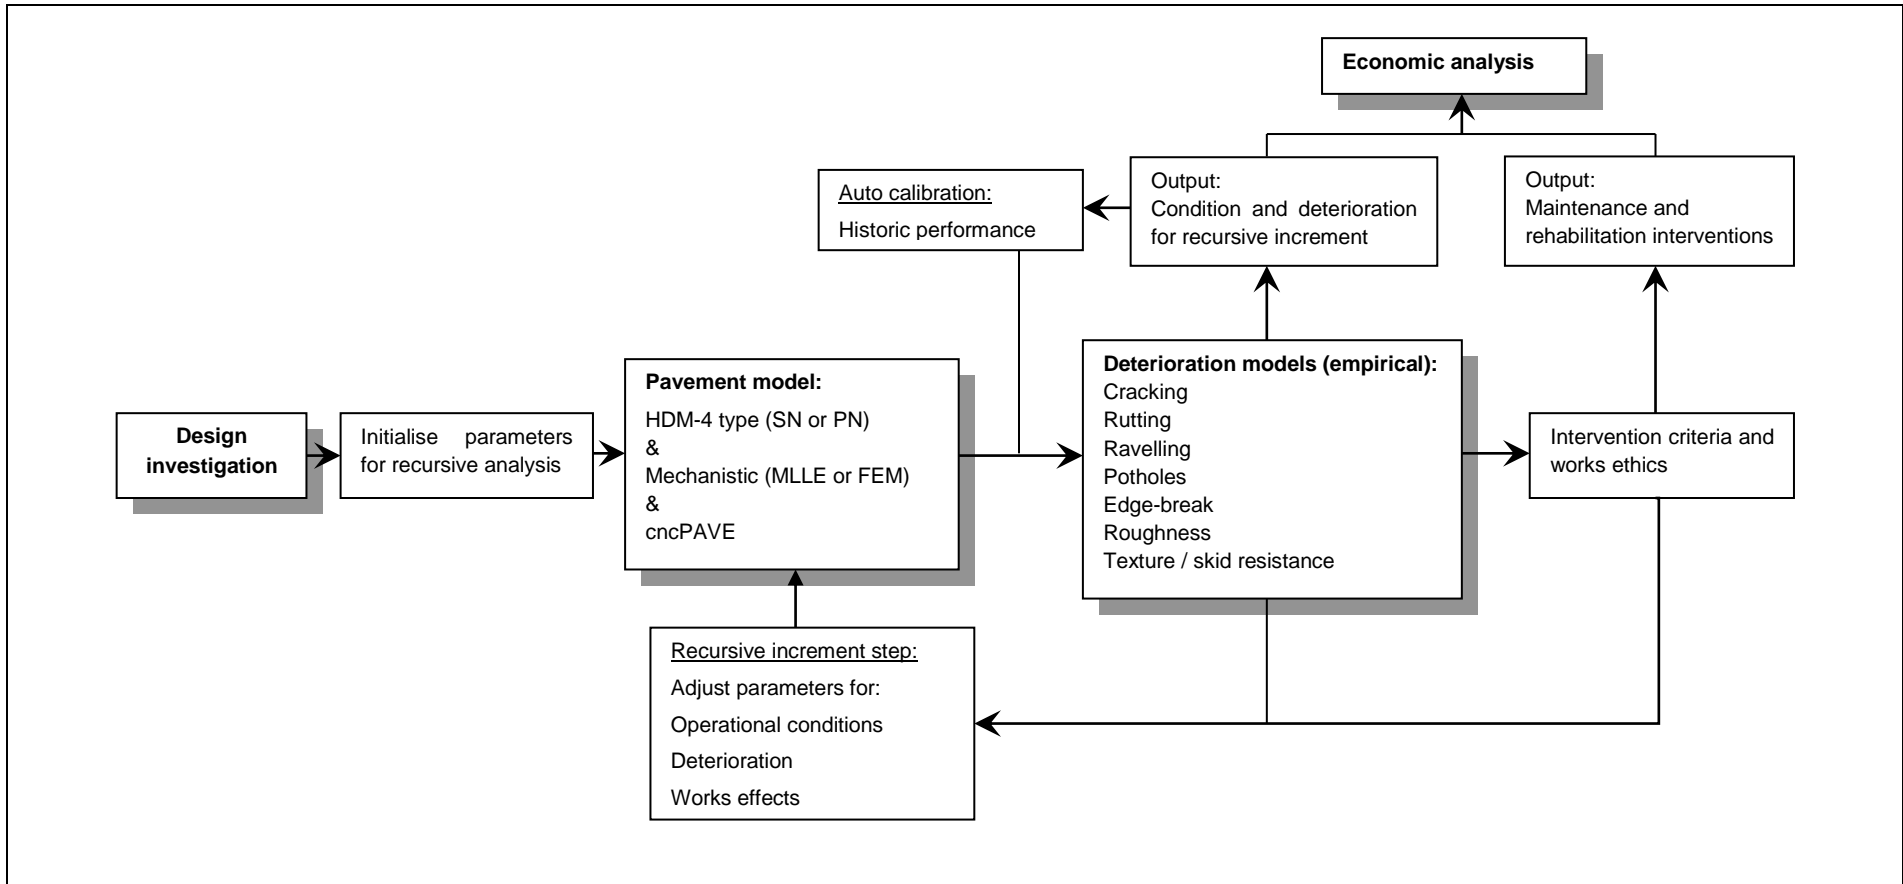 Economic analysis
Auto calibration:
Historic performance
Output:
Condition and deterioration
for recursive increment
Output:
Maintenance and
rehabilitation interventions
Design
investigation
Initialise parameters
for recursive analysis
Pavement model:
HDM-4 type (SN or PN)
&
Mechanistic (MLLE or FEM)
&
cncPAVE
Deterioration models (empirical):
Cracking
Rutting
Ravelling
Potholes
Edge-break
Roughness
Texture / skid resistance
Intervention criteria and
works ethics
Recursive increment step:
Adjust parameters for:
Operational conditions
Deterioration
Works effects